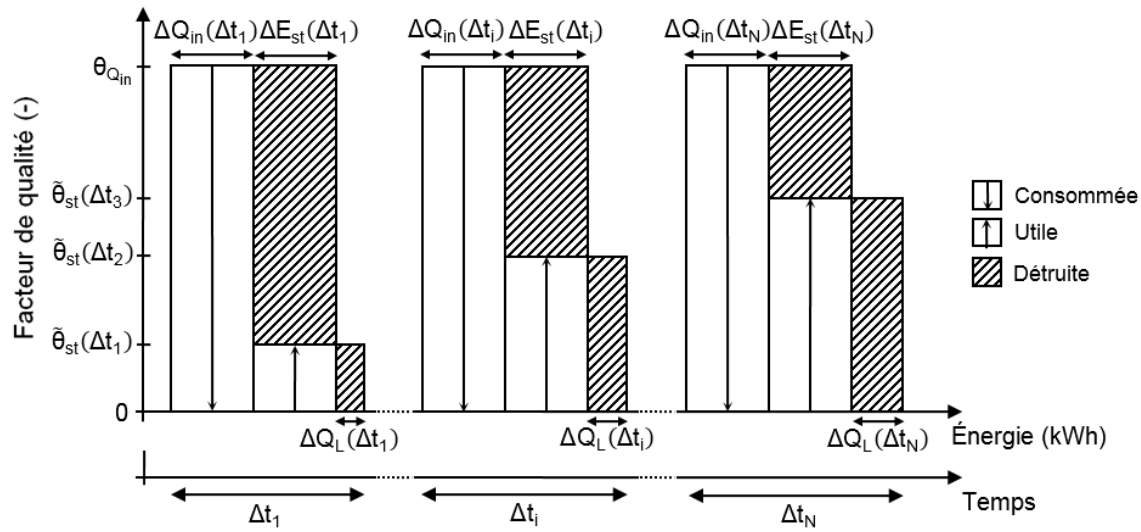 ΔQin(Δt1) ΔEst(Δt1) ΔQin(Δti) ΔEst(Δti) ΔQin(ΔtN) ΔEst(ΔtN)
Facteur de qualité (-)
θQin
θ̃st(Δt3)
θ̃st(Δt2)
θ̃st(Δt1)
0
Consommée
Utile
Détruite
ΔQL(Δt1) ΔQL(Δti) ΔQL(ΔtN) Énergie (kWh)
Δt1 Δti ΔtN Temps